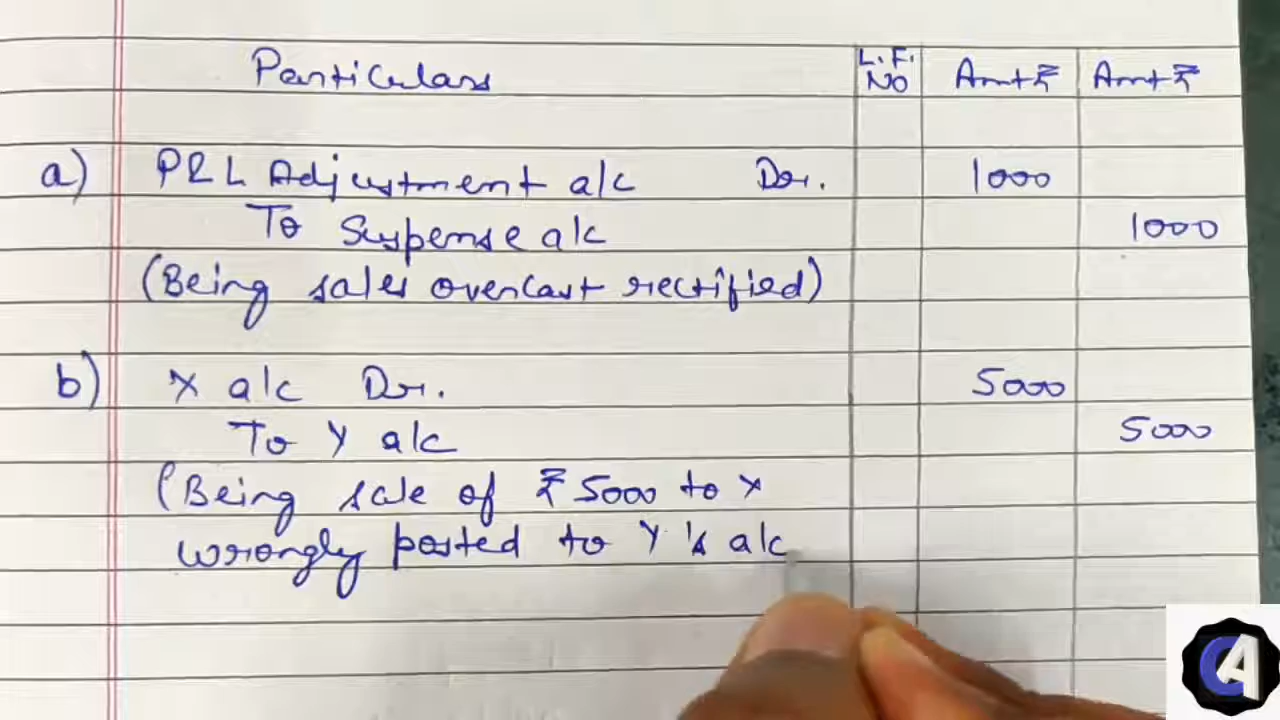 Particulars L.F. No Amt ₹ Amt ₹
a) P&L Adjustment a/c Dr. 1000
To Suspense a/c 1000
(Being sales overcast rectified)
b) X a/c Dr. 5000
To Y a/c 5000
(Being sale of ₹ 5000 to X
wrongly posted to Y's a/c
CA